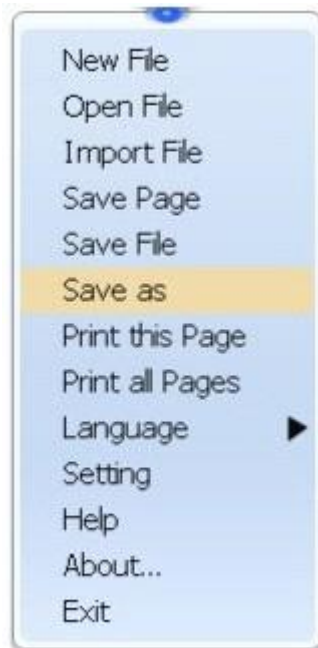 New File
Open File
Import File
Save Page
Save File
Save as
Print this Page
Print all Pages
Language
Setting
Help
About...
Exit